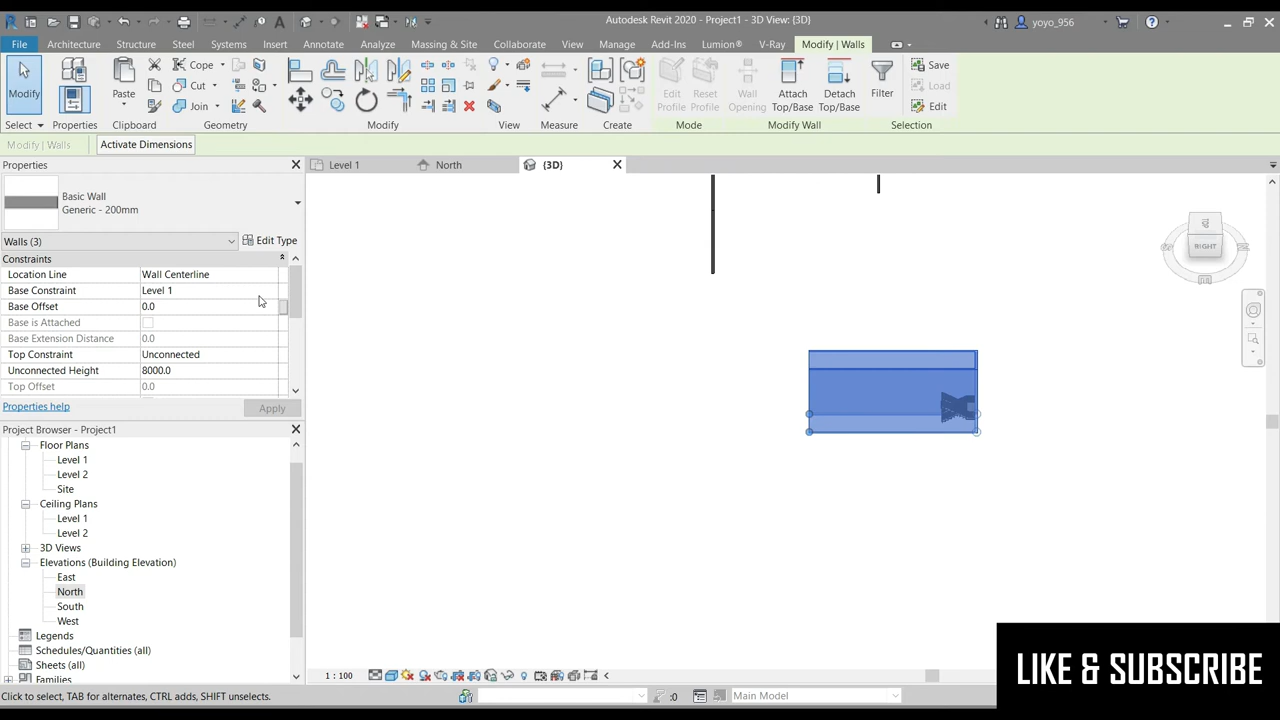 Autodesk Revit 2020 - Project1 - 3D View: {3D}
yoyo_956
File Architecture Structure Steel Systems Insert Annotate Analyze Massing & Site Collaborate View Manage Add-Ins Lumion® V-Ray Modify | Walls
Modify
Paste
Cope
Cut
Join
Edit Profile
Reset Profile
Wall Opening
Attach Top/Base
Detach Top/Base
Filter
Save
Load
Edit
Select Properties Clipboard Geometry Modify View Measure Create Mode Modify Wall Selection
Modify | Walls Activate Dimensions
Properties
Level 1 North {3D}
Basic Wall
Generic - 200mm
Walls (3) Edit Type
Constraints
Location Line Wall Centerline
Base Constraint Level 1
Base Offset 0.0
Base is Attached
Base Extension Distance 0.0
Top Constraint Unconnected
Unconnected Height 8000.0
Top Offset 0.0
Properties help Apply
RIGHT
Project Browser - Project1
Floor Plans
Level 1
Level 2
Site
Ceiling Plans
Level 1
Level 2
3D Views
Elevations (Building Elevation)
East
North
South
West
Legends
Schedules/Quantities (all)
Sheets (all)
Families
1 : 100
Click to select, TAB for alternates, CTRL adds, SHIFT unselects.
:0
Main Model
LIKE & SUBSCRIBE